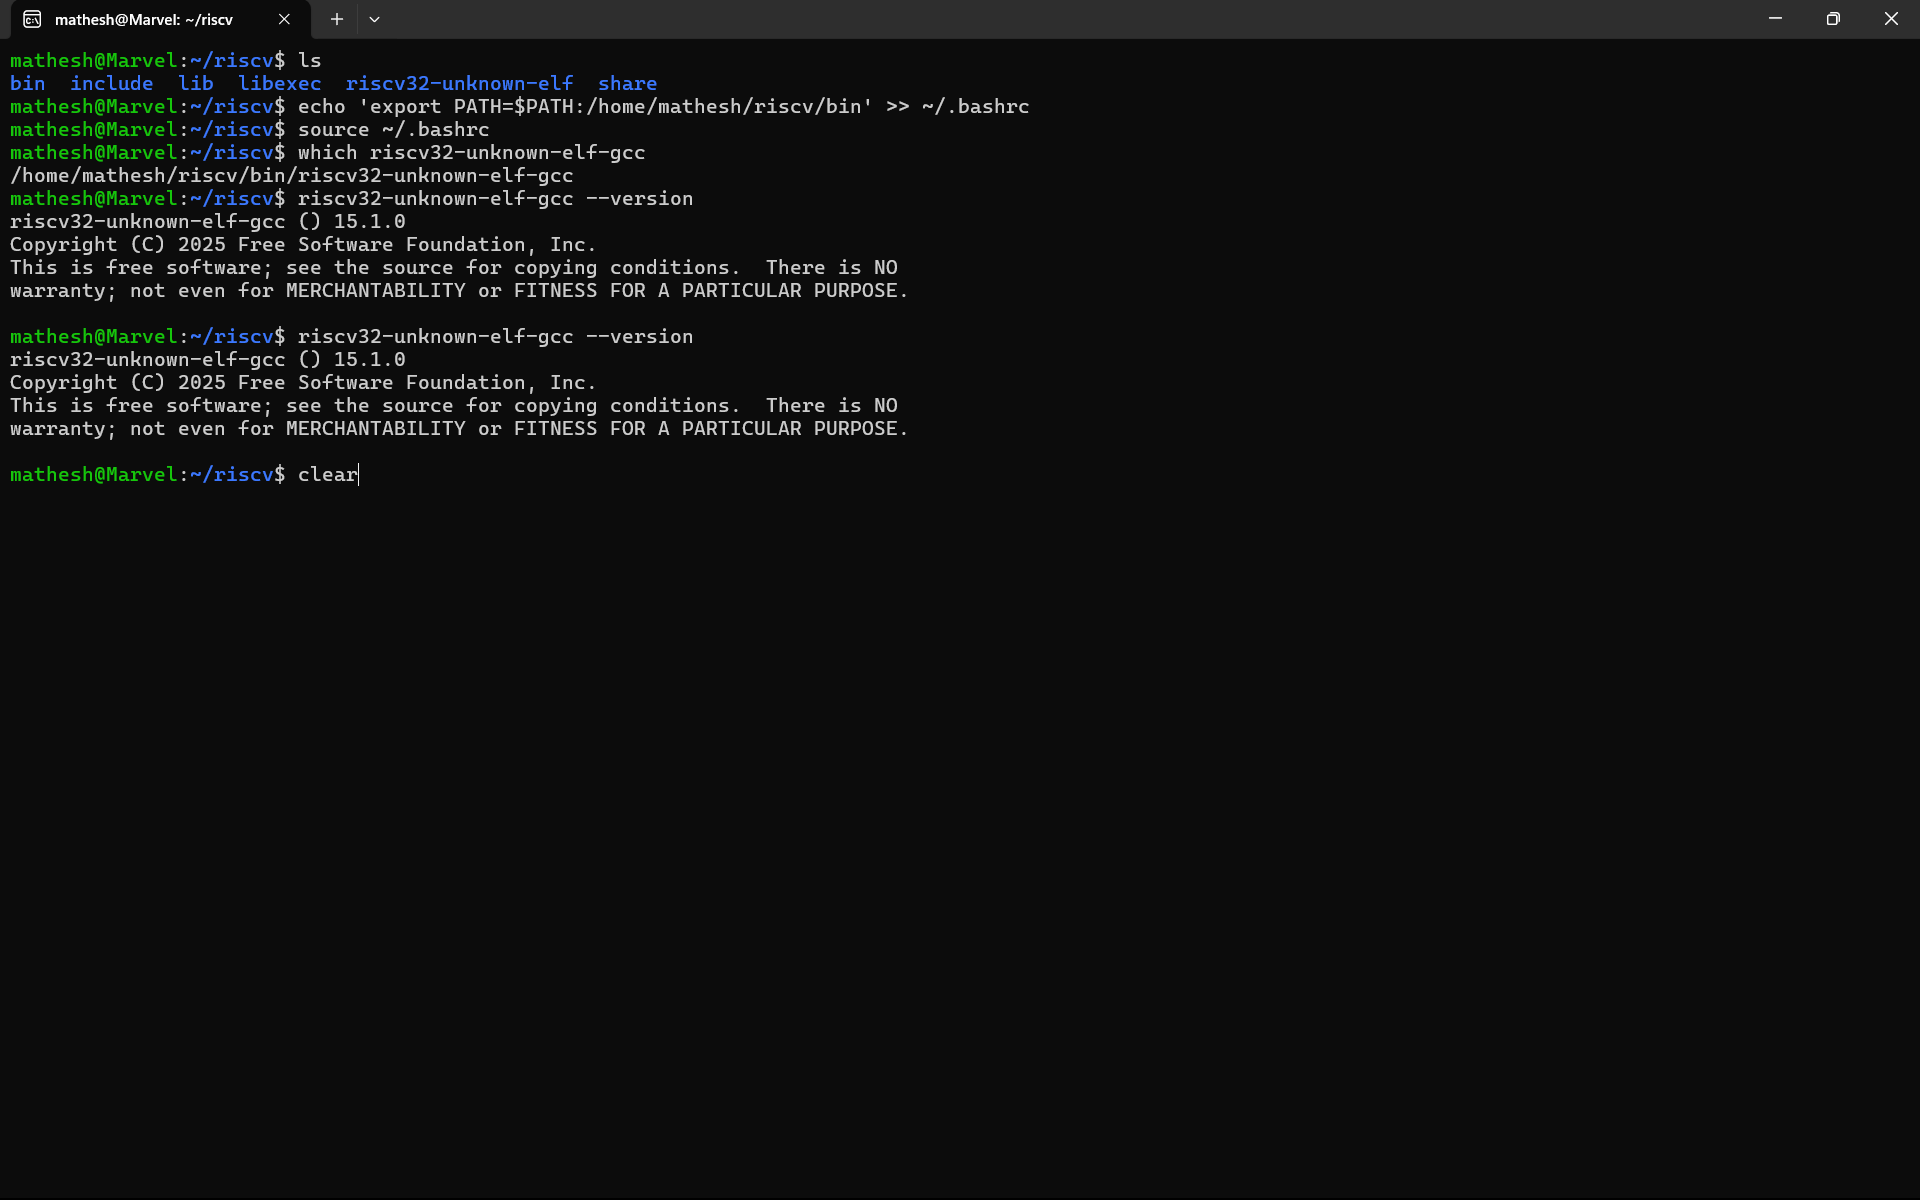 mathesh@Marvel: ~/riscv
mathesh@Marvel:~/riscv$ ls
bin  include  lib  libexec  riscv32-unknown-elf  share
mathesh@Marvel:~/riscv$ echo 'export PATH=$PATH:/home/mathesh/riscv/bin' >> ~/.bashrc
mathesh@Marvel:~/riscv$ source ~/.bashrc
mathesh@Marvel:~/riscv$ which riscv32-unknown-elf-gcc
/home/mathesh/riscv/bin/riscv32-unknown-elf-gcc
mathesh@Marvel:~/riscv$ riscv32-unknown-elf-gcc --version
riscv32-unknown-elf-gcc () 15.1.0
Copyright (C) 2025 Free Software Foundation, Inc.
This is free software; see the source for copying conditions.  There is NO
warranty; not even for MERCHANTABILITY or FITNESS FOR A PARTICULAR PURPOSE.

mathesh@Marvel:~/riscv$ riscv32-unknown-elf-gcc --version
riscv32-unknown-elf-gcc () 15.1.0
Copyright (C) 2025 Free Software Foundation, Inc.
This is free software; see the source for copying conditions.  There is NO
warranty; not even for MERCHANTABILITY or FITNESS FOR A PARTICULAR PURPOSE.

mathesh@Marvel:~/riscv$ clear